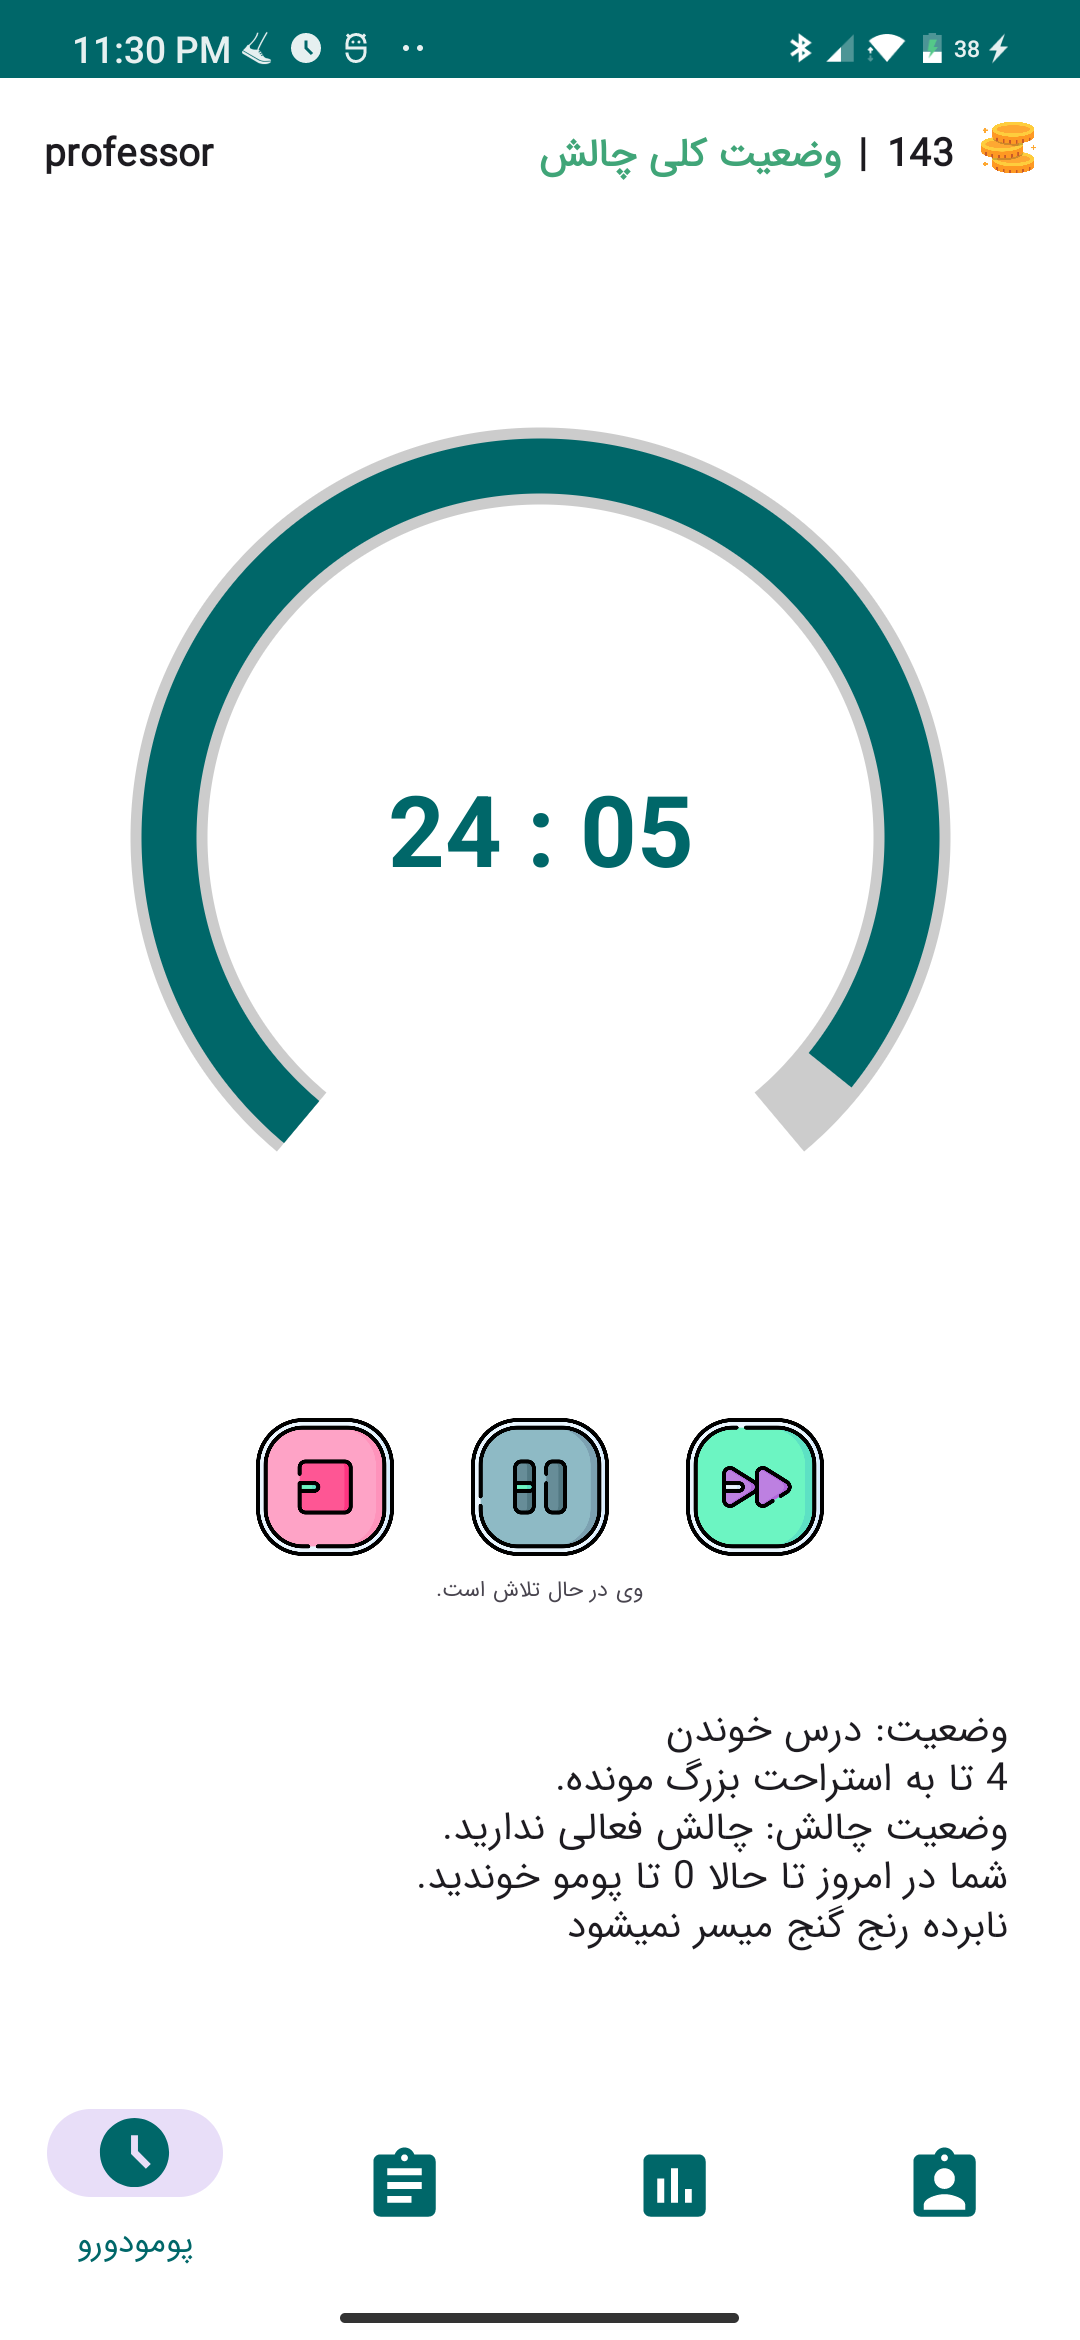 11:30 PM
38
professor
وضعیت کلی چالش | 143
24 : 05
وی در حال تلاش است.
وضعیت: درس خوندن
4 تا به استراحت بزرگ مونده.
وضعیت چالش: چالش فعالی ندارید.
شما در امروز تا حالا 0 تا پومو خوندید.
نابرده رنج گنج میسر نمیشود
پومودورو